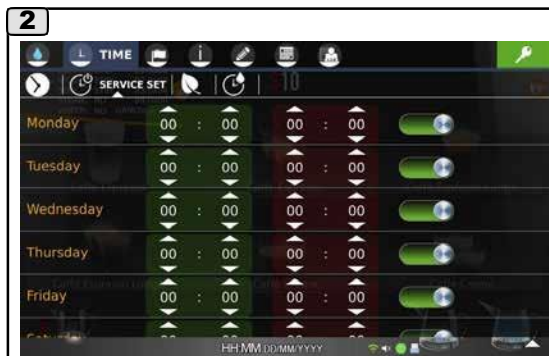 2
TIME
SERVICE SET
10
Monday 00 : 00 00 : 00
Tuesday 00 : 00 00 : 00
Wednesday 00 : 00 00 : 00
Thursday 00 : 00 00 : 00
Friday 00 : 00 00 : 00
HH:MM DD/MM/YYYY